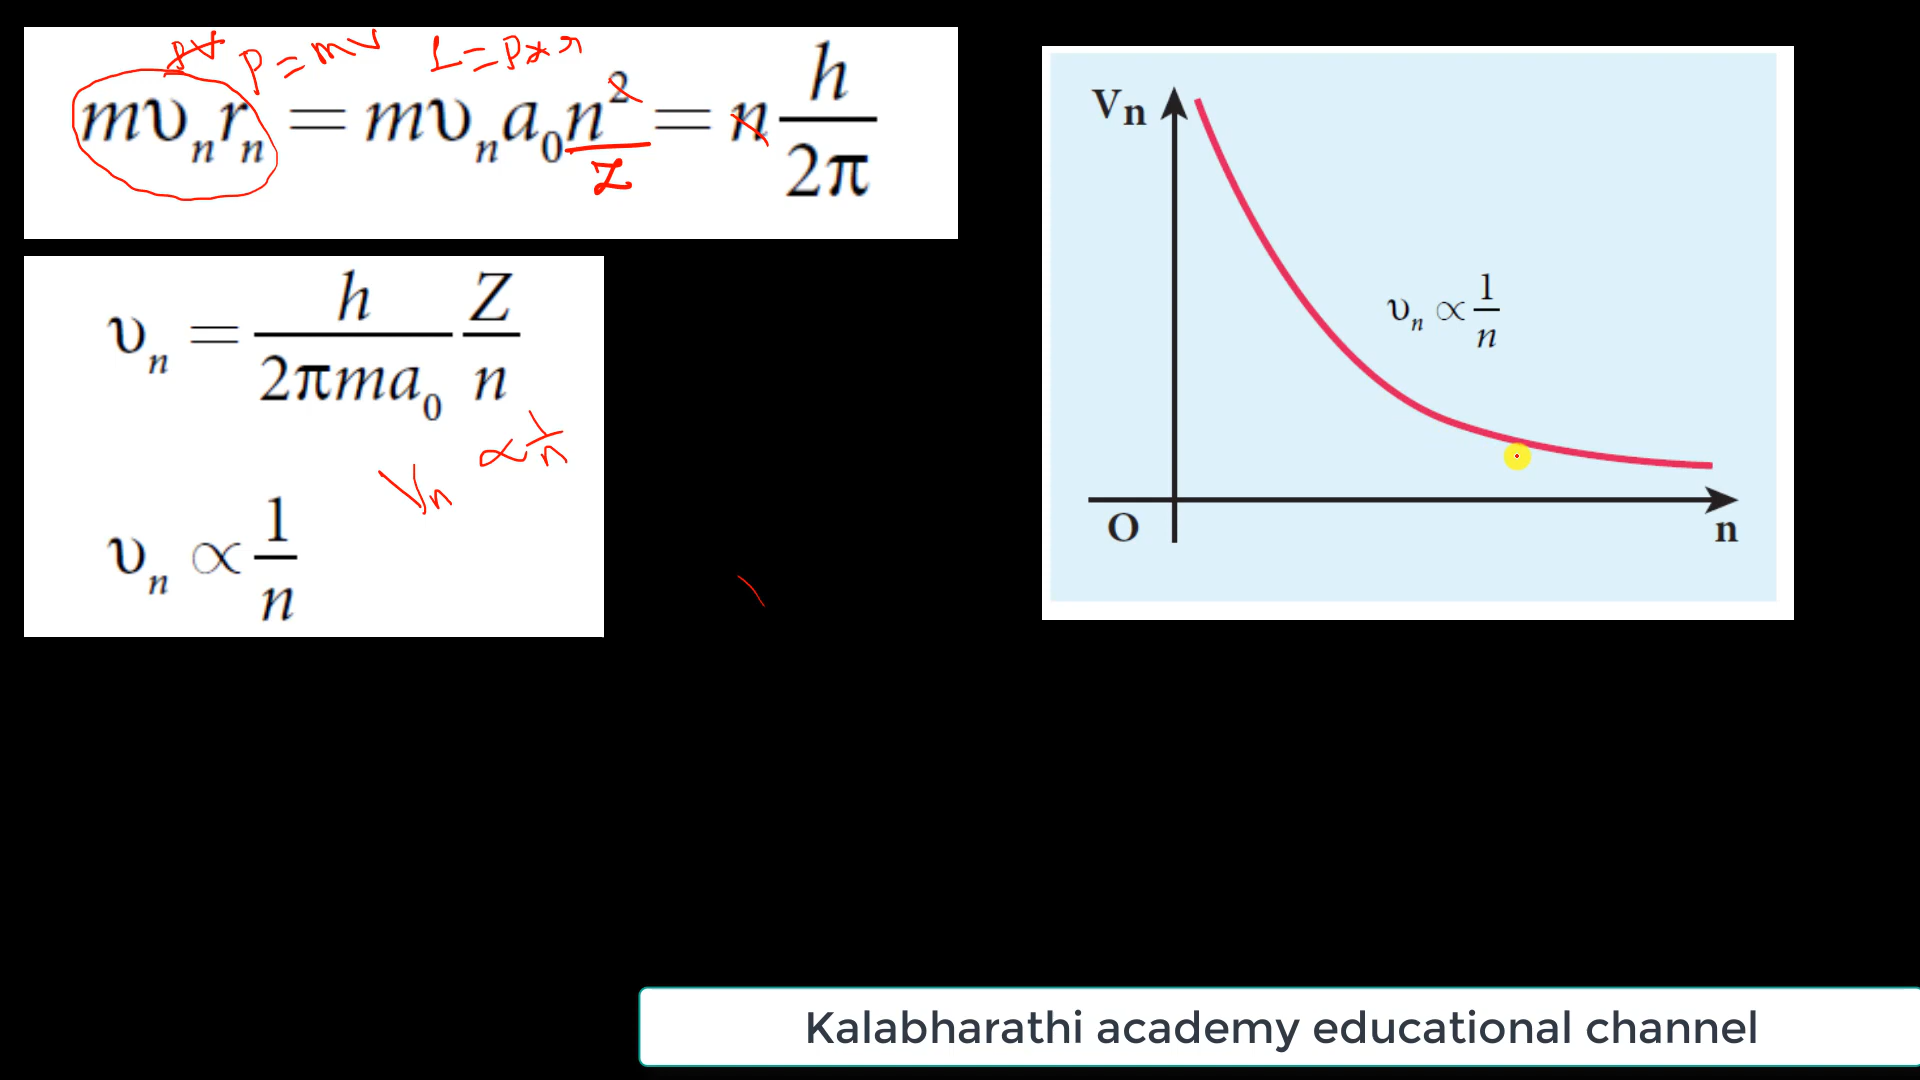 p = mv L = P * r
mυₙrₙ = mυₙa₀n²/Z = n h/2π
υₙ = h/2πma₀ Z/n
Vₙ ∝ 1/n
υₙ ∝ 1/n
Vn
υₙ ∝ 1/n
O
n
Kalabharathi academy educational channel